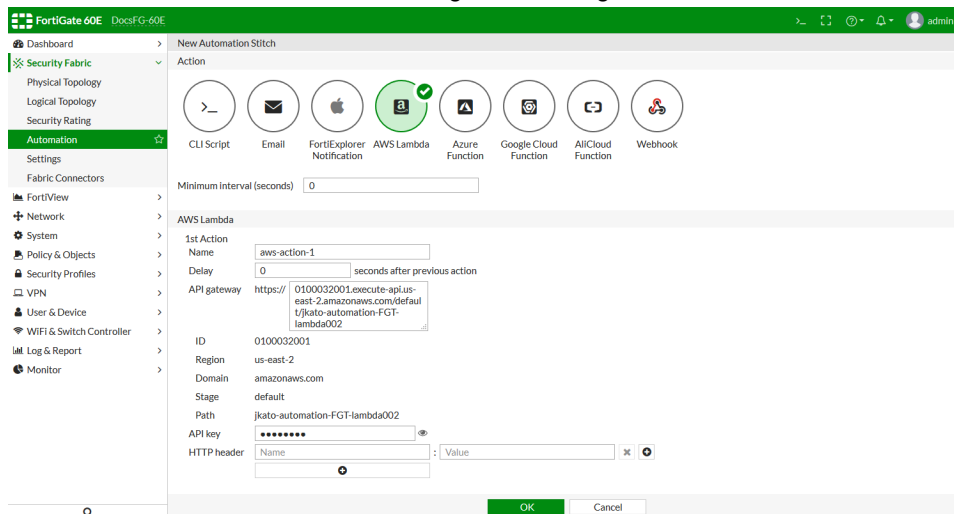 FortiGate 60E DocsFG-60E
>_ admin
Dashboard
Security Fabric
Physical Topology
Logical Topology
Security Rating
Automation
Settings
Fabric Connectors
FortiView
Network
System
Policy & Objects
Security Profiles
VPN
User & Device
WiFi & Switch Controller
Log & Report
Monitor
New Automation Stitch
Action
CLI Script
Email
FortiExplorer
Notification
AWS Lambda
Azure
Function
Google Cloud
Function
AliCloud
Function
Webhook
Minimum interval (seconds) 0
AWS Lambda
1st Action
Name aws-action-1
Delay 0 seconds after previous action
API gateway https:// 0100032001.execute-api.us-
east-2.amazonaws.com/defaul
t/jkato-automation-FGT-
lambda002
ID 0100032001
Region us-east-2
Domain amazonaws.com
Stage default
Path jkato-automation-FGT-lambda002
API key ●●●●●●●●
HTTP header Name : Value
OK Cancel